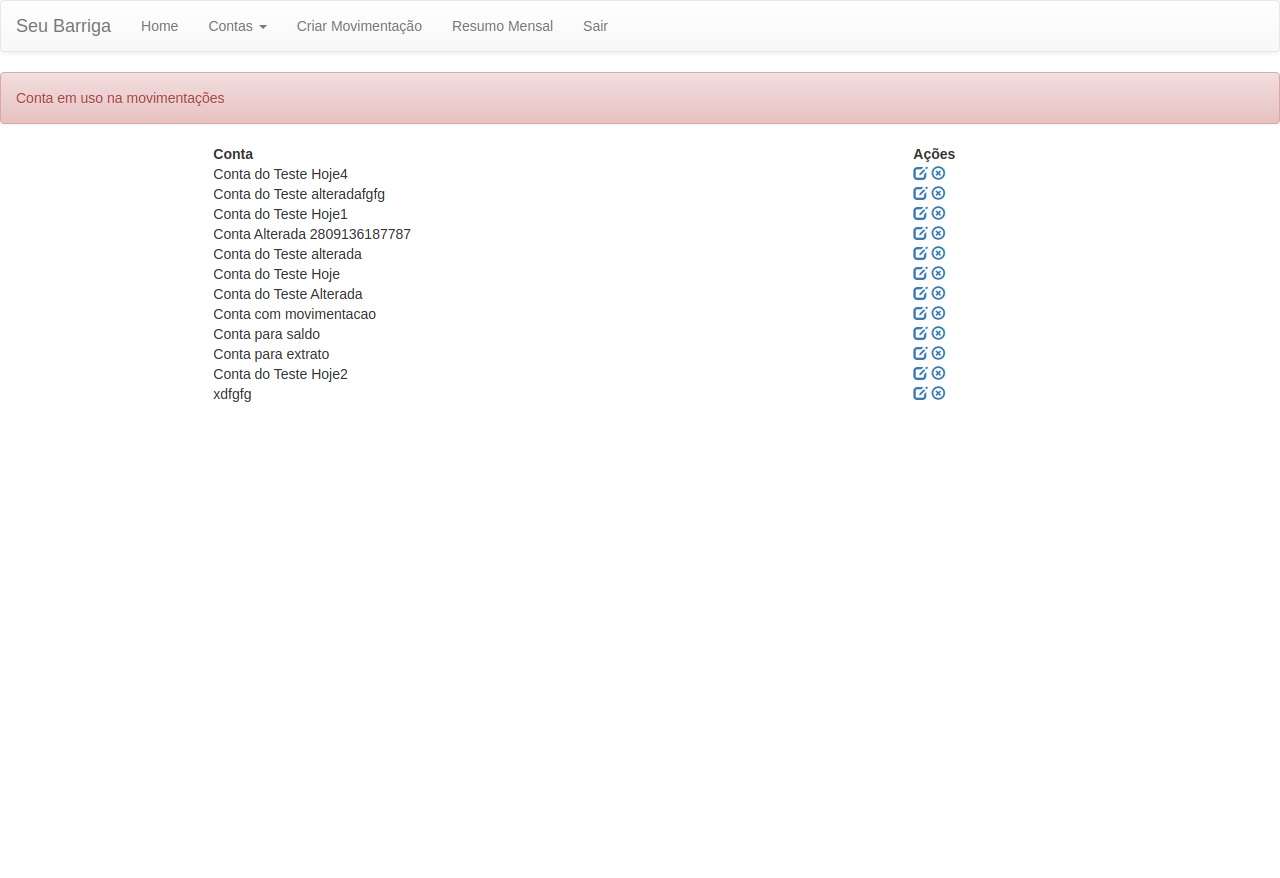 Seu Barriga Home Contas Criar Movimentação Resumo Mensal Sair
Conta em uso na movimentações
Conta Ações
Conta do Teste Hoje4
Conta do Teste alteradafgfg
Conta do Teste Hoje1
Conta Alterada 2809136187787
Conta do Teste alterada
Conta do Teste Hoje
Conta do Teste Alterada
Conta com movimentacao
Conta para saldo
Conta para extrato
Conta do Teste Hoje2
xdfgfg